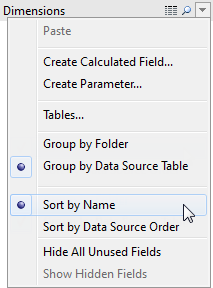 Dimensions
Paste
Create Calculated Field...
Create Parameter...
Tables...
Group by Folder
Group by Data Source Table
Sort by Name
Sort by Data Source Order
Hide All Unused Fields
Show Hidden Fields